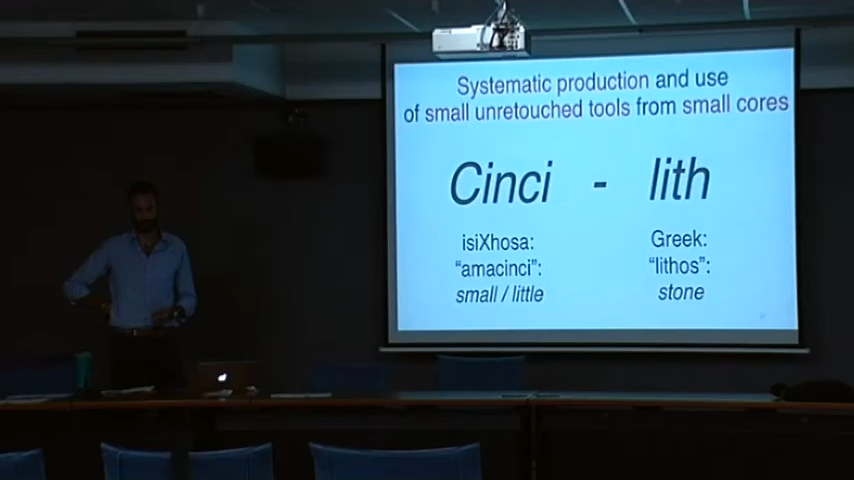 Systematic production and use
of small unretouched tools from small cores
Cinci - lith
isiXhosa:
"amacinci":
small / little
Greek:
"lithos":
stone